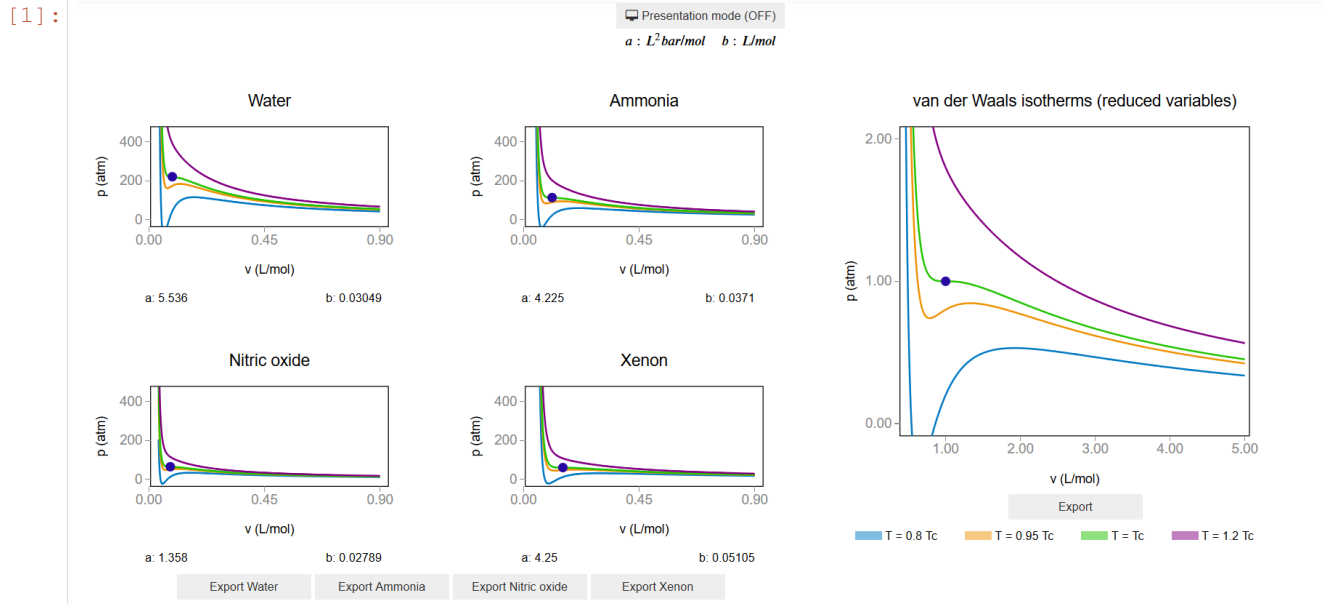 [1]:
Presentation mode (OFF)
a : L²bar/mol b : L/mol
Water
p (atm)
400
200
0
0.00 0.45 0.90
v (L/mol)
a: 5.536 b: 0.03049
Ammonia
p (atm)
400
200
0
0.00 0.45 0.90
v (L/mol)
a: 4.225 b: 0.0371
Nitric oxide
p (atm)
400
200
0
0.00 0.45 0.90
v (L/mol)
a: 1.358 b: 0.02789
Xenon
p (atm)
400
200
0
0.00 0.45 0.90
v (L/mol)
a: 4.25 b: 0.05105
Export Water Export Ammonia Export Nitric oxide Export Xenon
van der Waals isotherms (reduced variables)
p (atm)
2.00
1.00
0.00
1.00 2.00 3.00 4.00 5.00
v (L/mol)
Export
T = 0.8 Tc T = 0.95 Tc T = Tc T = 1.2 Tc